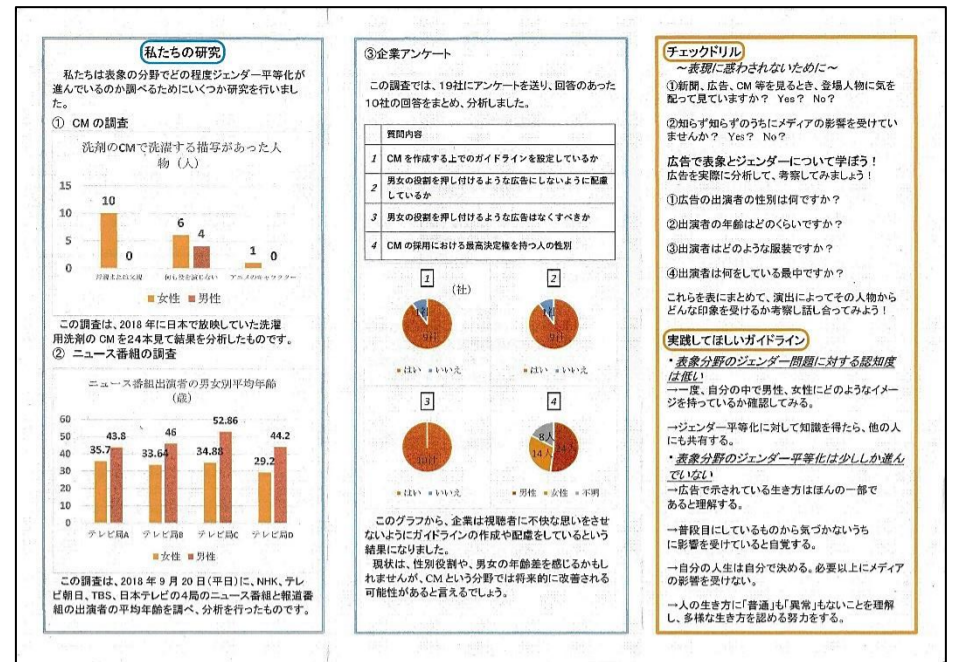 私たちの研究
私たちは表象の分野でどの程度ジェンダー平等化が
進んでいるのか調べるためにいくつか研究を行いまし
た。
① CM の調査
洗剤のCMで洗濯する描写があった人
物（人）
15
10
5
0
10
0
6
4
1
0
何も役を演じない
アニメのキャラクター
女性 男性
この調査は、2018 年に日本で放映していた洗濯
用洗剤の CM を24本見て結果を分析したものです。
② ニュース番組の調査
ニュース番組出演者の男女別平均年齢
（歳）
60
50
40
30
20
10
0
35.7
43.8
33.64
46
34.88
52.86
29.2
44.2
テレビ局A テレビ局B テレビ局C テレビ局D
女性 男性
この調査は、2018 年 9 月 20 日(平日)に、NHK、テレ
ビ朝日、TBS、日本テレビの4局のニュース番組と報道番
組の出演者の平均年齢を調べ、分析を行ったものです。
③企業アンケート
この調査では、19社にアンケートを送り、回答のあった
10社の回答をまとめ、分析しました。
質問内容
1 CM を作成する上でのガイドラインを設定しているか
2 男女の役割を押し付けるような広告にしないように配慮
しているか
3 男女の役割を押し付けるような広告はなくすべきか
4 CM の採用における最高決定権を持つ人の性別
1
（社）
1社
9社
はい いいえ
2
1社
9社
はい いいえ
3
10社
はい いいえ
4
8人
14人
男性 女性 不明
このグラフから、企業は視聴者に不快な思いをさせ
ないようにガイドラインの作成や配慮をしているという
結果になりました。
現状は、性別役割や、男女の年齢差を感じるかもし
れませんが、CM という分野では将来的に改善される
可能性があると言えるでしょう。
チェックドリル
～表現に惑わされないために～
①新聞、広告、CM 等を見るとき、登場人物に気を
配って見ていますか？ Yes？ No？
②知らず知らずのうちにメディアの影響を受けてい
ませんか？ Yes？ No？
広告で表象とジェンダーについて学ぼう！
広告を実際に分析して、考察してみましょう！
①広告の出演者の性別は何ですか？
②出演者の年齢はどのくらいですか？
③出演者はどのような服装ですか？
④出演者は何をしている最中ですか？
これらを表にまとめて、演出によってその人物から
どんな印象を受けるか考察し話し合ってみよう！
実践してほしいガイドライン
・表象分野のジェンダー問題に対する認知度
は低い
→一度、自分の中で男性、女性にどのようなイメー
ジを持っているか確認してみる。
→ジェンダー平等化に対して知識を得たら、他の人
にも共有する。
・表象分野のジェンダー平等化は少ししか進ん
でいない
→広告で示されている生き方はほんの一部で
あると理解する。
→普段目にしているものから気づかないうち
に影響を受けていると自覚する。
→自分の人生は自分で決める。必要以上にメディア
の影響を受けない。
→人の生き方に「普通」も「異常」もないことを理解
し、多様な生き方を認める努力をする。